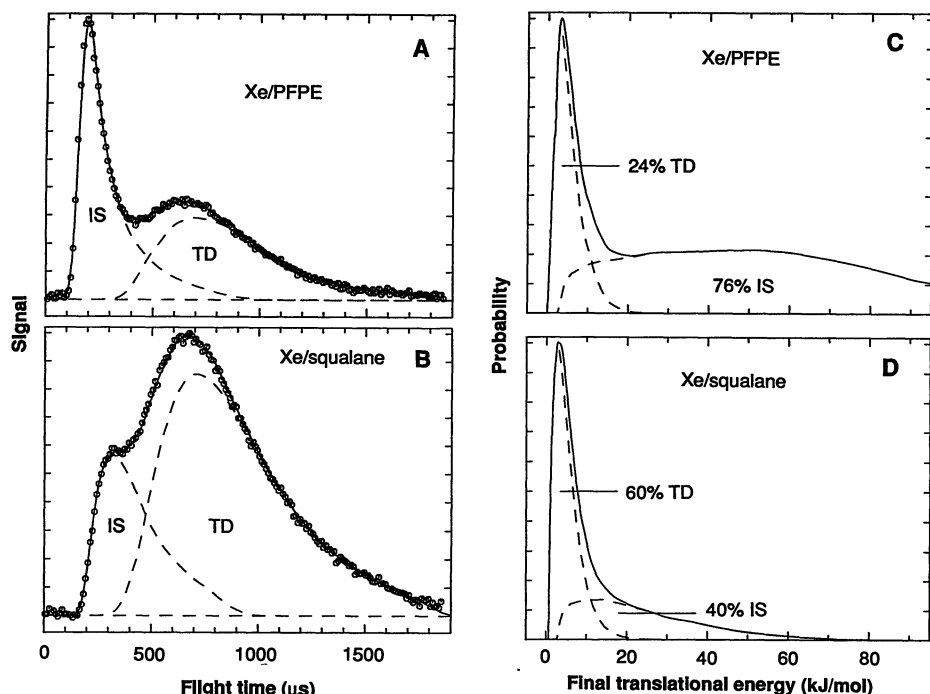 A
Xe/PFPE
IS
TD
Signal
B
Xe/squalane
IS
TD
0 500 1000 1500
Flight time (µs)
C
Xe/PFPE
24% TD
76% IS
Probability
D
Xe/squalane
60% TD
40% IS
0 20 40 60 80
Final translational energy (kJ/mol)